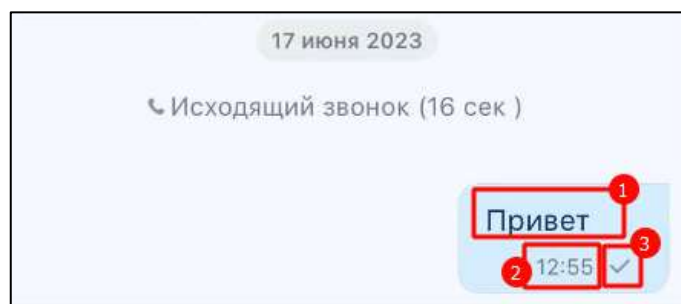 17 июня 2023
Исходящий звонок (16 сек )
1
Привет
2 12:55 3